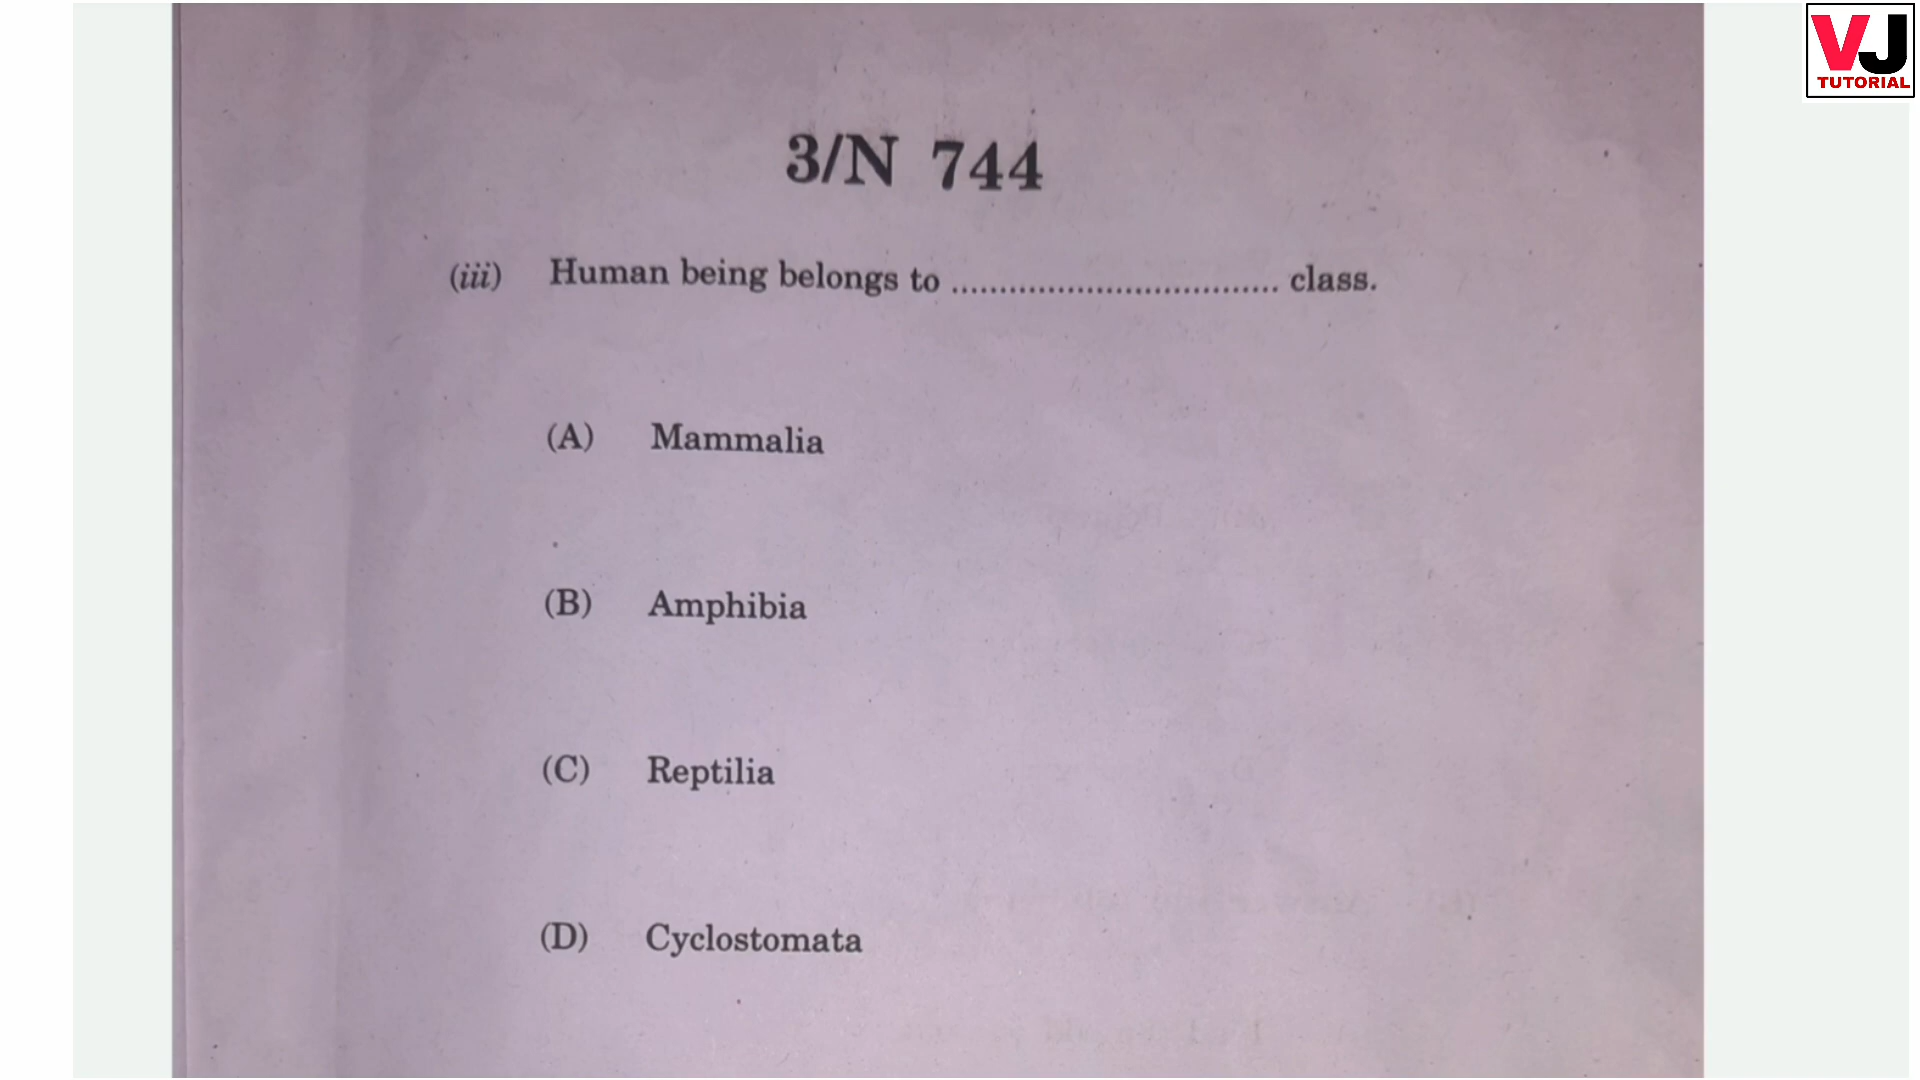 VJ
TUTORIAL
3/N 744
(iii) Human being belongs to .................................. class.
(A) Mammalia
(B) Amphibia
(C) Reptilia
(D) Cyclostomata